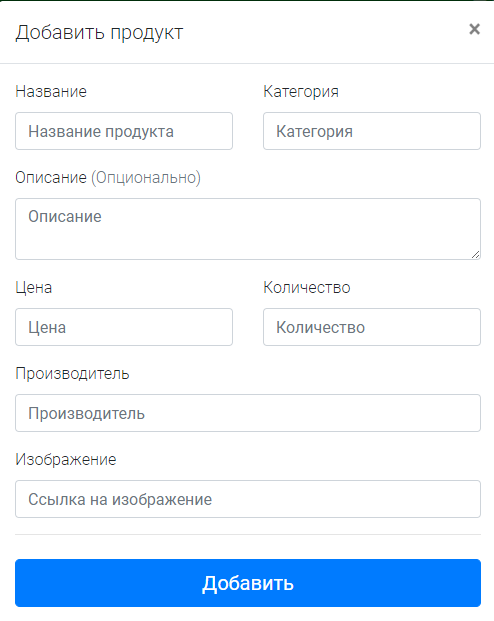 Добавить продукт ×
Название Категория
Название продукта Категория
Описание (Опционально)
Описание
Цена Количество
Цена Количество
Производитель
Производитель
Изображение
Ссылка на изображение
Добавить